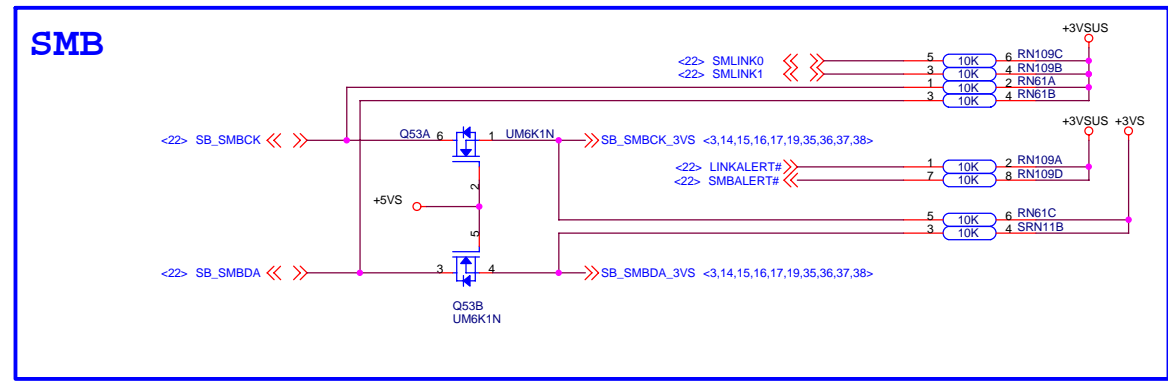 SMB
+3VSUS
<22> SMLINK0 5 10K 6 RN109C
<22> SMLINK1 3 10K 4 RN109B
1 10K 2 RN61A
3 10K 4 RN61B
<22> SB_SMBCK Q53A 6 1 UM6K1N SB_SMBCK_3VS <3,14,15,16,17,19,35,36,37,38>
+3VSUS +3VS
<22> LINKALERT# 1 10K 2 RN109A
<22> SMBALERT# 7 10K 8 RN109D
2
+5VS
5
5 10K 6 RN61C
3 10K 4 SRN11B
<22> SB_SMBDA 3 4 SB_SMBDA_3VS <3,14,15,16,17,19,35,36,37,38>
Q53B
UM6K1N